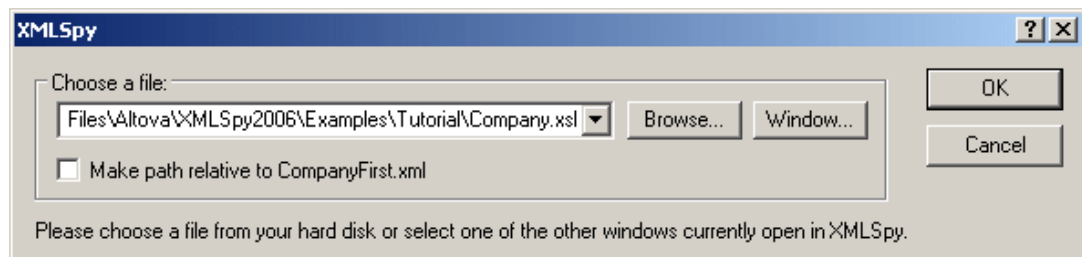 XMLSpy
Choose a file:
Files\Altova\XMLSpy2006\Examples\Tutorial\Company.xsl
Browse...
Window...
OK
Cancel
Make path relative to CompanyFirst.xml
Please choose a file from your hard disk or select one of the other windows currently open in XMLSpy.